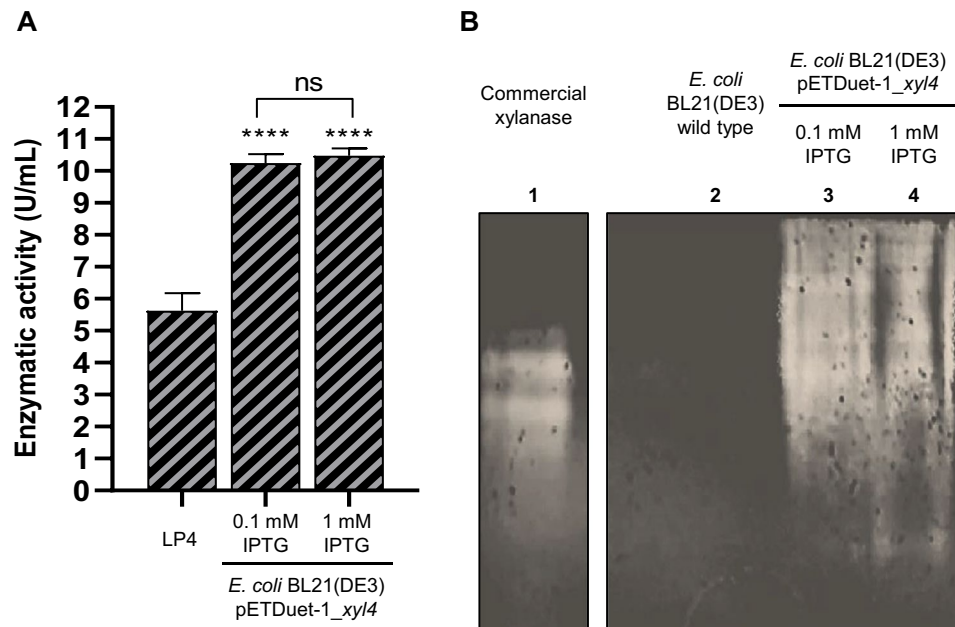 A
ns
****
****
12
11
10
9
8
7
6
5
4
3
2
1
0
Enzymatic activity (U/mL)
LP4
0.1 mM
IPTG
1 mM
IPTG
E. coli BL21(DE3)
pETDuet-1_xyl4
B
Commercial
xylanase
E. coli
BL21(DE3)
wild type
E. coli BL21(DE3)
pETDuet-1_xyl4
0.1 mM
IPTG
1 mM
IPTG
1
2
3
4